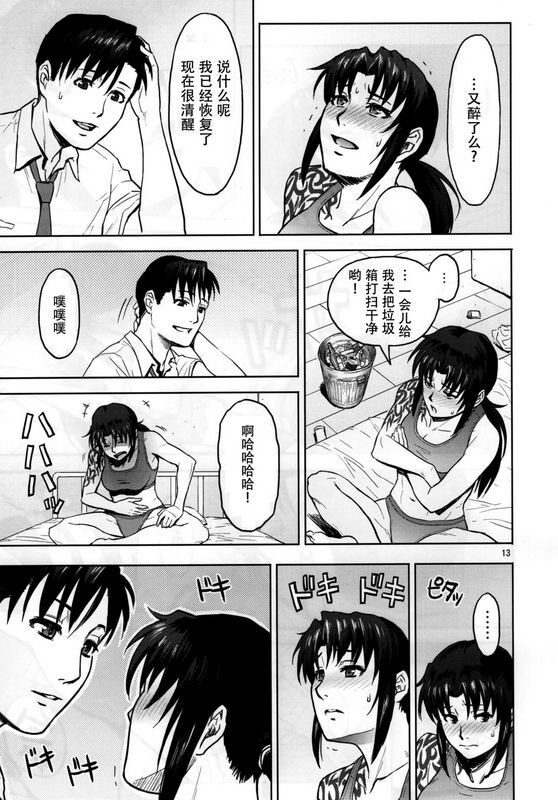 …又醉了么？
说什么呢
我已经恢复了
现在很清醒
…一会儿给
我去把垃圾
箱打扫干净
哟！
噗噗噗
啊哈哈哈哈！
ハハハハ
13
ピタッ
……
ドキ
ドキ
ドキ
ドキ